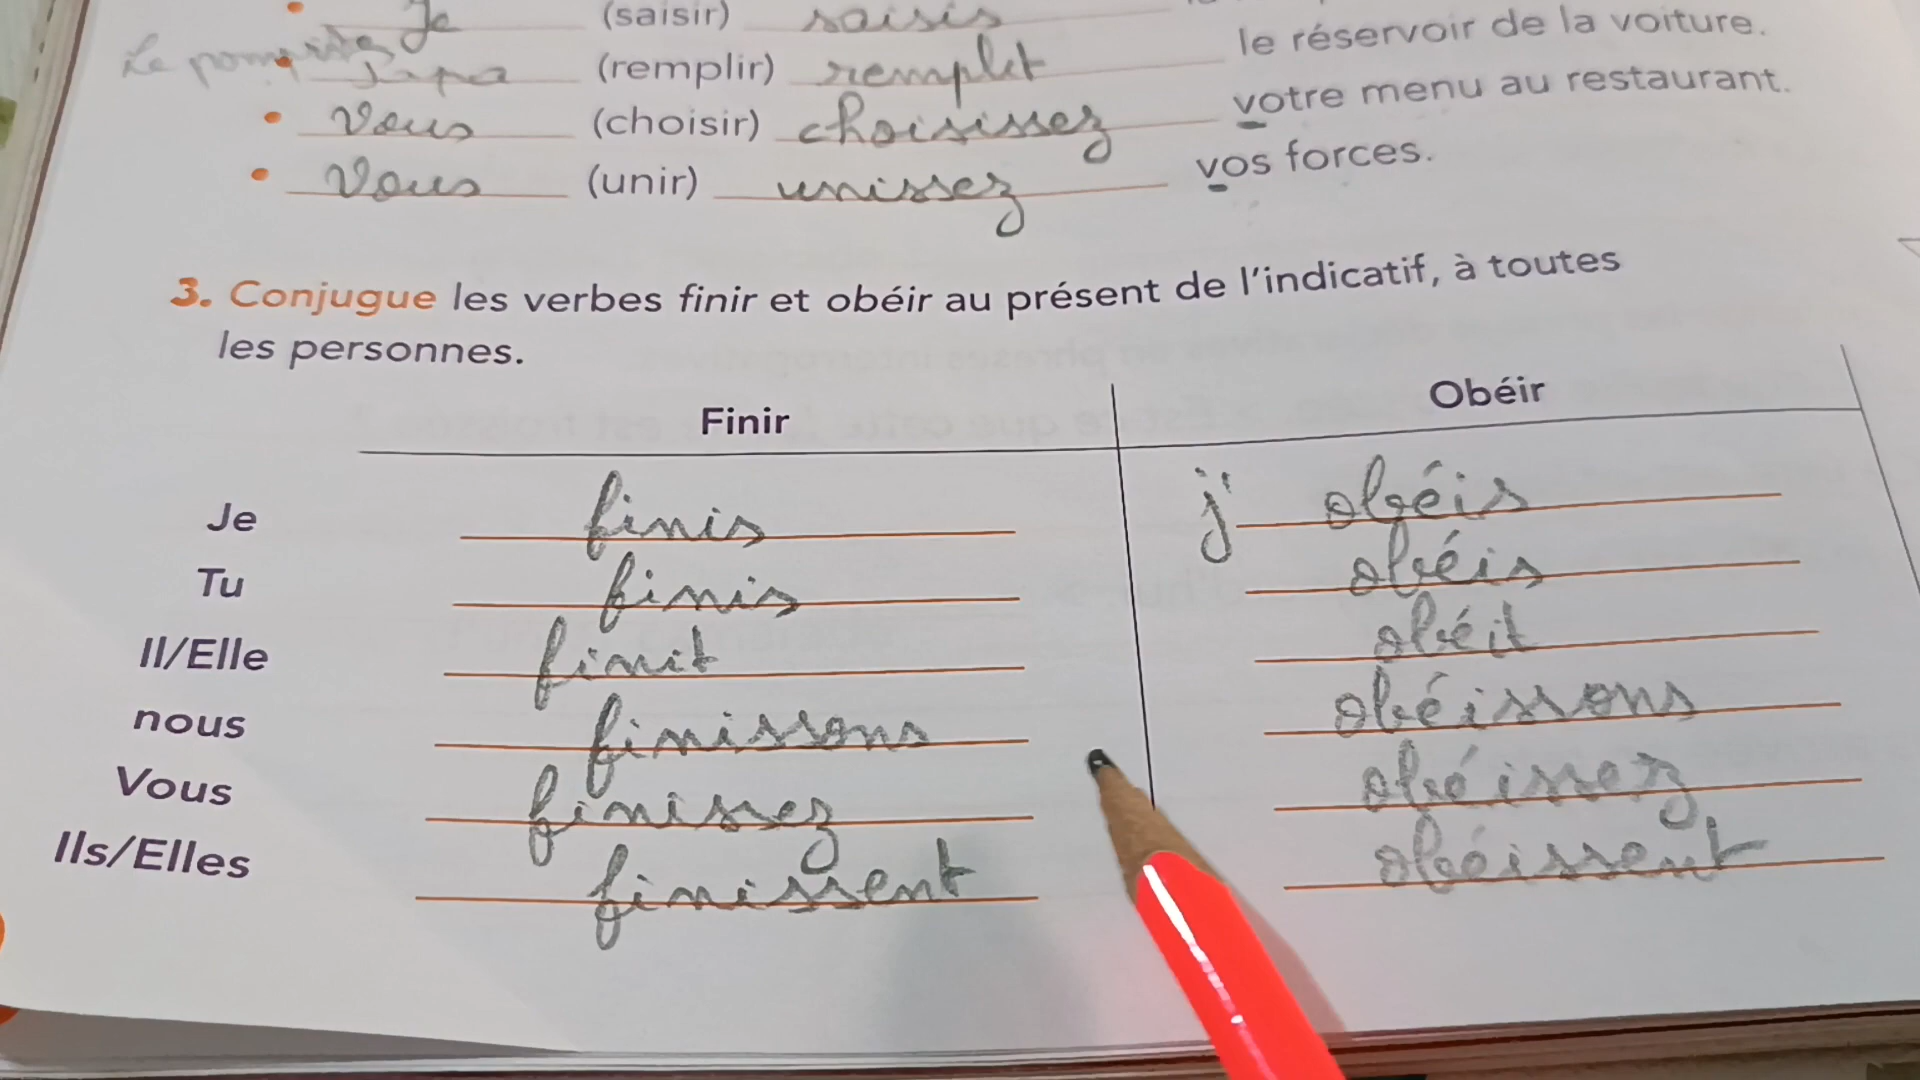 Je (saisir) saisis
Le pompiste (remplir) remplit le réservoir de la voiture.
Vous (choisir) choisissez votre menu au restaurant.
Vous (unir) unissez vos forces.
3. Conjugue les verbes finir et obéir au présent de l'indicatif, à toutes
les personnes.
Finir Obéir
Je finis j' obéis
Tu finis obéis
Il/Elle finit obéit
nous finissons obéissons
Vous finissez obéissez
Ils/Elles finissent obéissent